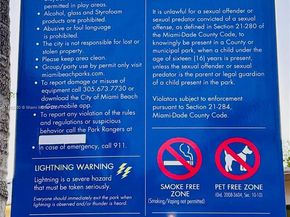 permitted in play areas.
• Alcohol, glass and Styrofoam
products are prohibited.
• Abusive or foul language
is prohibited.
• The city is not responsible for lost or
stolen property.
• Please keep area clean.
• Group/party use by permit only visit
miamibeachparks.com.
• To report damage or misuse of
equipment call 305.673.7730 or
download the City of Miami Beach
e-Gov mobile app.
• To report any violation of the rules
and regulations or suspicious
behavior call the Park Rangers at
In case of emergency, call 911.
LIGHTNING WARNING
Lightning is a severe hazard
that must be taken seriously.
Everyone should immediately exit the park when
lightning is observed and/or thunder is heard.
It is unlawful for a sexual offender or
sexual predator convicted of a sexual
offense, as defined in Section 21-280 of
the Miami-Dade County Code, to
knowingly be present in a County or
municipal park, when a child under the
age of sixteen (16) years is present,
unless the sexual offender or sexual
predator is the parent or legal guardian
of a child present in the park.
Violators subject to enforcement
pursuant to Section 21-284,
Miami-Dade County Code.
SMOKE FREE
ZONE
(Smoking/Vaping not permitted)
PET FREE ZONE
(Ord. 2008-3604, Sec. 10-10)